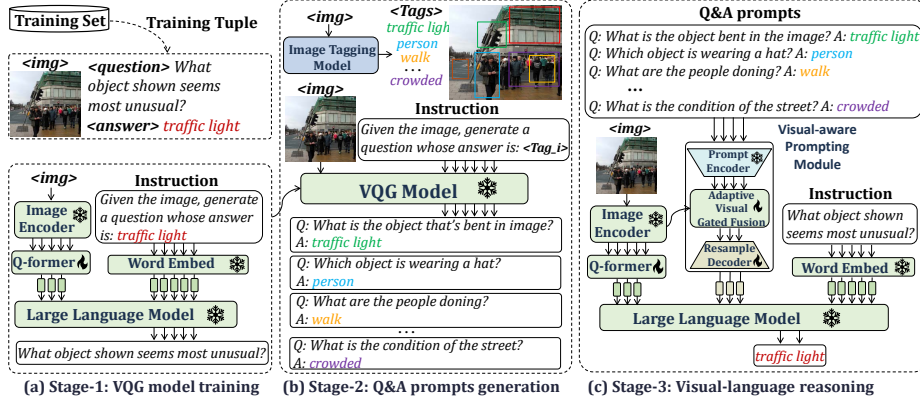 Training Set
Training Tuple
<img>
<question> What
object shown seems
most unusual?
<answer> traffic light
<img>
Instruction
Given the image, generate a
question whose answer
is: traffic light
Image
Encoder
Q-former
Word Embed
Large Language Model
What object shown seems most unusual?
(a) Stage-1: VQG model training
<img>
<Tags>
Image Tagging
Model
traffic light
person
walk
...
crowded
<img>
Instruction
Given the image, generate a
question whose answer is: <Tag_i>
VQG Model
Q: What is the object that's bent in image?
A: traffic light
Q: Which object is wearing a hat?
A: person
Q: What are the people doning?
A: walk
...
Q: What is the condition of the street?
A: crowded
(b) Stage-2: Q&A prompts generation
Q&A prompts
Q: What is the object bent in the image? A: traffic light
Q: Which object is wearing a hat? A: person
Q: What are the people doning? A: walk
...
Q: What is the condition of the street? A: crowded
<img>
Visual-aware
Prompting
Module
Prompt
Encoder
Adaptive
Visual
Gated Fusion
Resample
Decoder
Image
Encoder
Q-former
Instruction
What object shown
seems most unusual?
Word Embed
Large Language Model
traffic light
(c) Stage-3: Visual-language reasoning